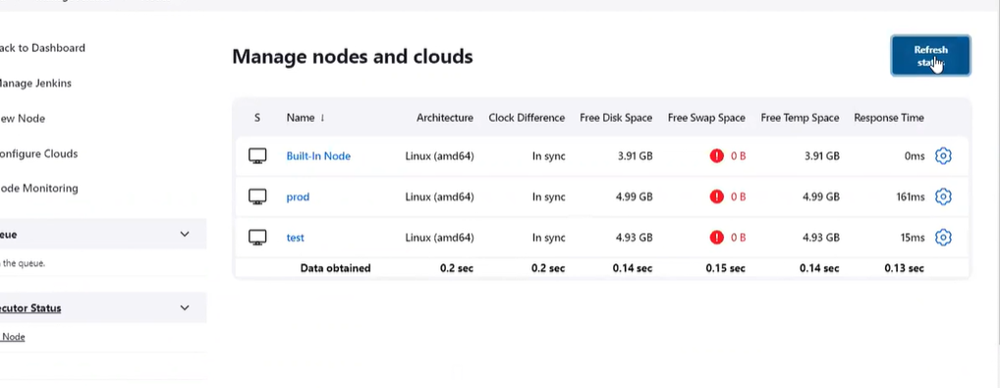 ack to Dashboard
Manage Jenkins
ew Node
onfigure Clouds
ode Monitoring
eue
the queue.
ecutor Status
Node
Manage nodes and clouds
Refresh
S Name ↓ Architecture Clock Difference Free Disk Space Free Swap Space Free Temp Space Response Time
Built-In Node Linux (amd64) In sync 3.91 GB 0 B 3.91 GB 0ms
prod Linux (amd64) In sync 4.99 GB 0 B 4.99 GB 161ms
test Linux (amd64) In sync 4.93 GB 0 B 4.93 GB 15ms
Data obtained 0.2 sec 0.2 sec 0.14 sec 0.15 sec 0.14 sec 0.13 sec